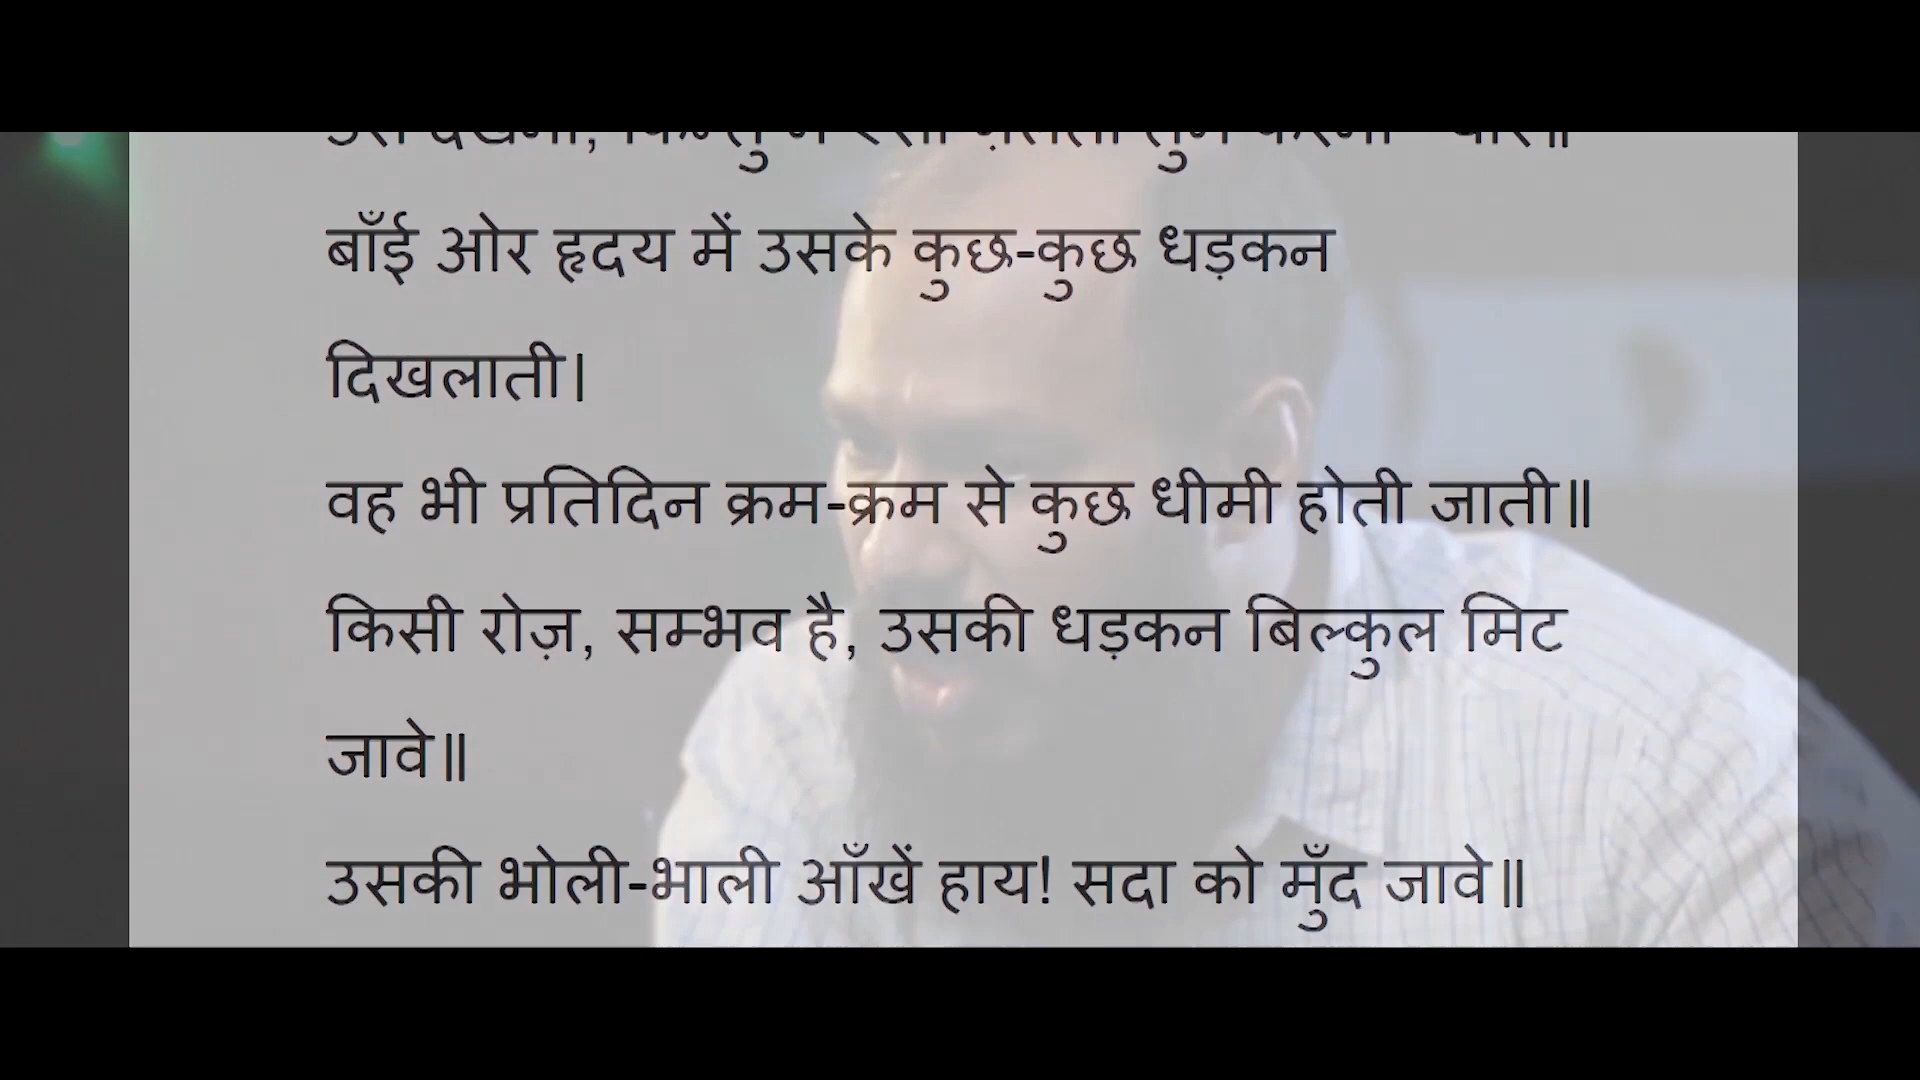 बाँई ओर हृदय में उसके कुछ-कुछ धड़कन
दिखलाती।
वह भी प्रतिदिन क्रम-क्रम से कुछ धीमी होती जाती॥
किसी रोज़, सम्भव है, उसकी धड़कन बिल्कुल मिट
जावे॥
उसकी भोली-भाली आँखें हाय! सदा को मुँद जावे॥